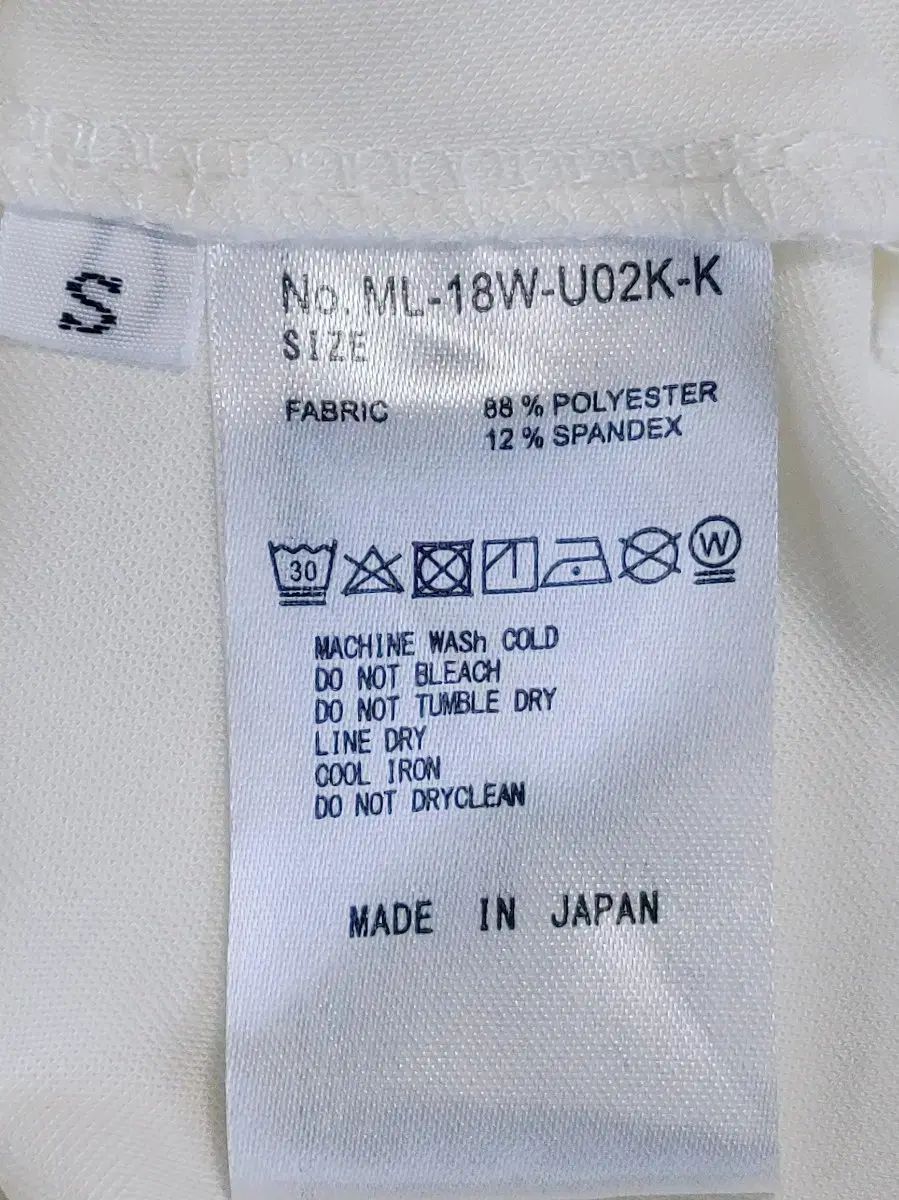 S
No. ML-18W-U02K-K
SIZE
FABRIC 88 % POLYESTER
12 % SPANDEX
30
W
MACHINE WASh COLD
DO NOT BLEACH
DO NOT TUMBLE DRY
LINE DRY
COOL IRON
DO NOT DRYCLEAN
MADE IN JAPAN